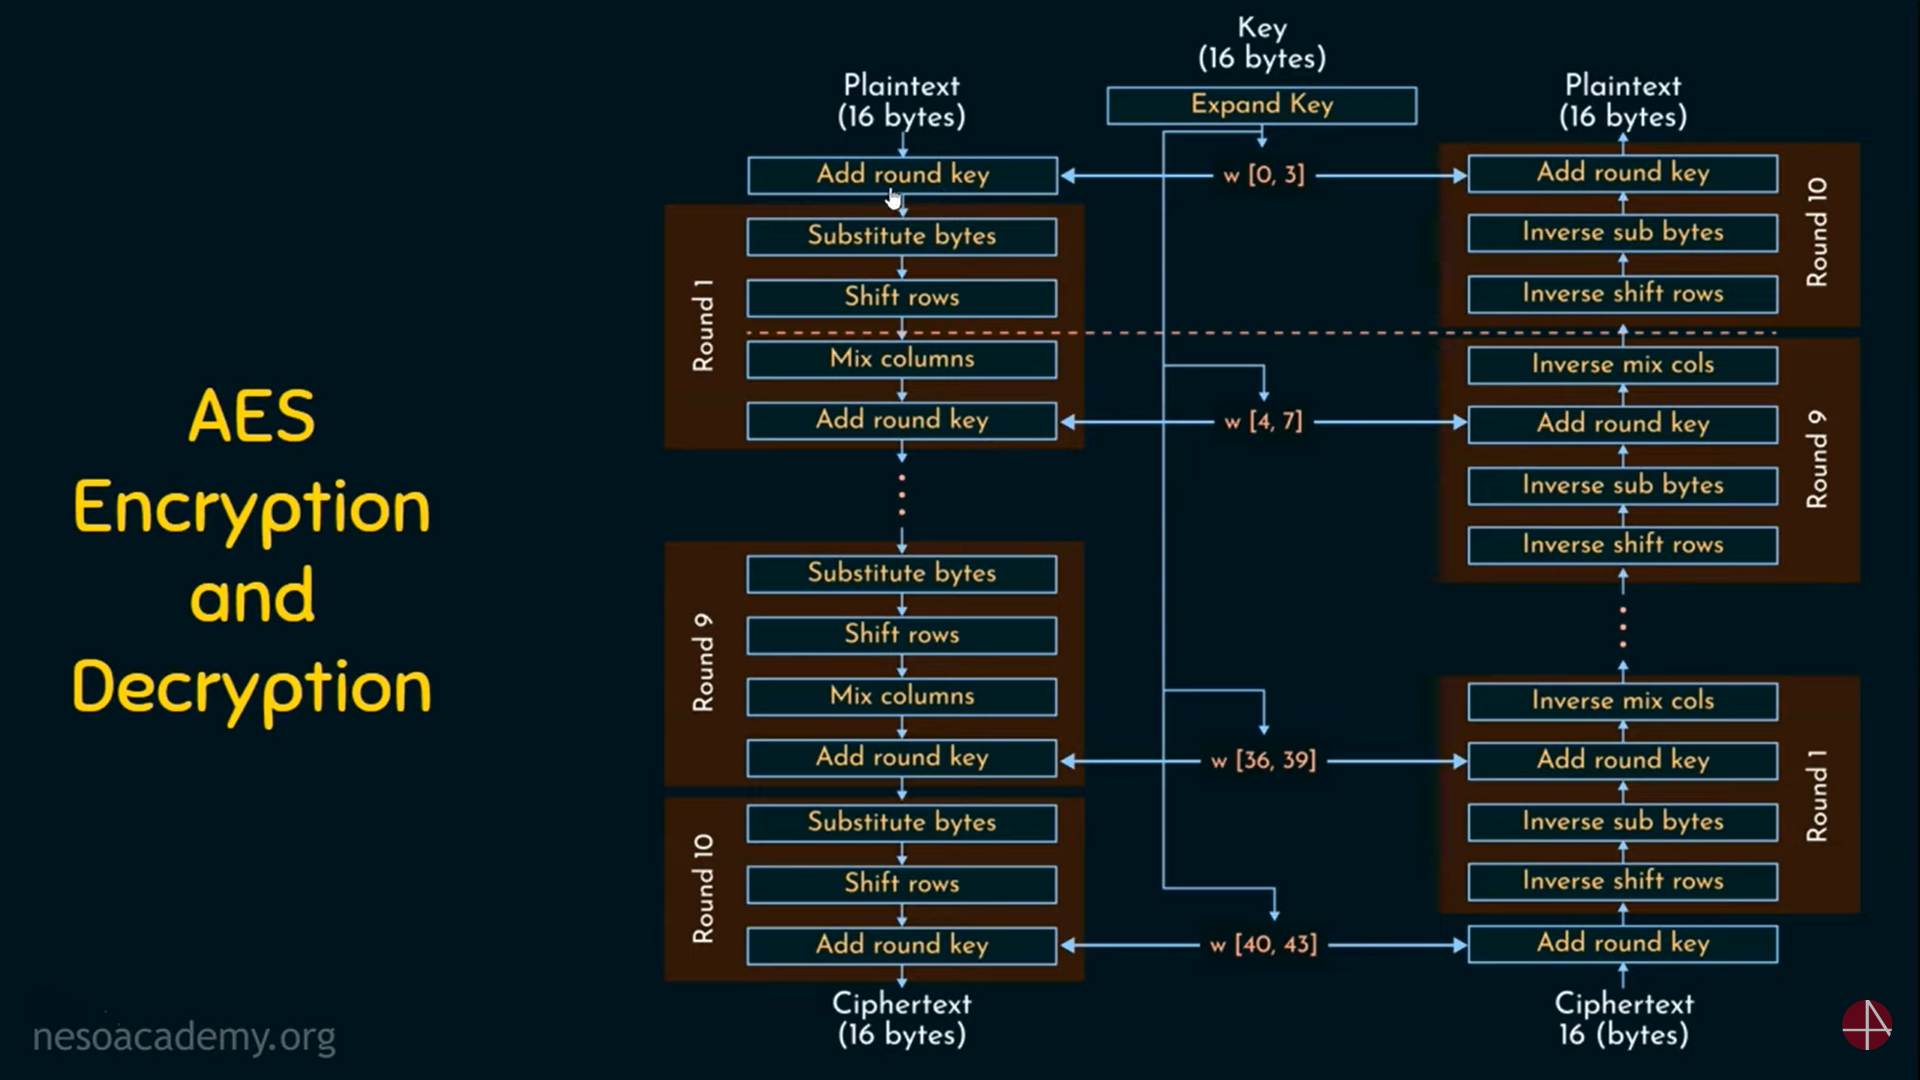 AES
Encryption
and
Decryption
Plaintext
(16 bytes)
Add round key
Round 1
Substitute bytes
Shift rows
Mix columns
Add round key
Round 9
Substitute bytes
Shift rows
Mix columns
Add round key
Round 10
Substitute bytes
Shift rows
Add round key
Ciphertext
(16 bytes)
Key
(16 bytes)
Expand Key
w [0, 3]
w [4, 7]
w [36, 39]
w [40, 43]
Plaintext
(16 bytes)
Add round key
Inverse sub bytes
Inverse shift rows
Round 10
Inverse mix cols
Add round key
Inverse sub bytes
Inverse shift rows
Round 9
Inverse mix cols
Add round key
Inverse sub bytes
Inverse shift rows
Round 1
Add round key
Ciphertext
16 (bytes)
nesoacademy.org